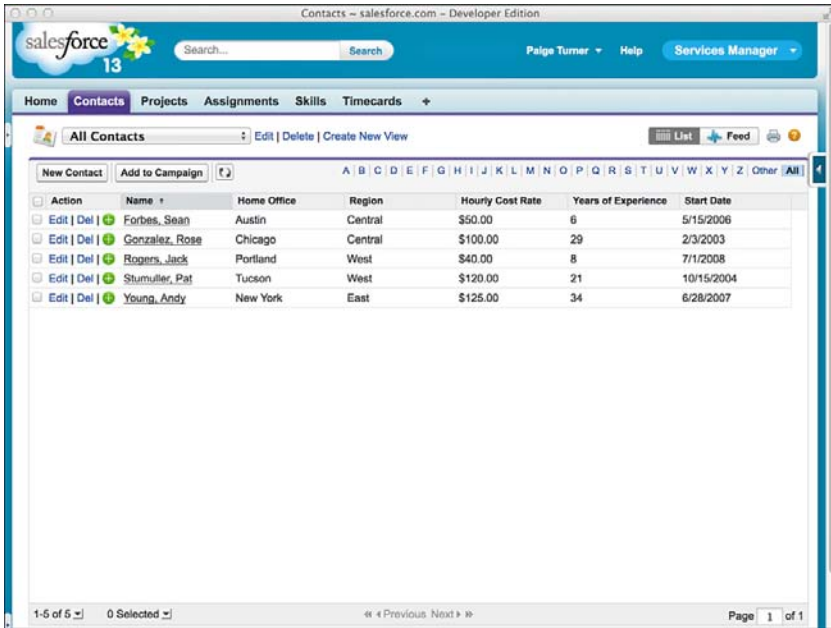 Contacts ~ salesforce.com - Developer Edition
salesforce
13
Search... Search Paige Turner Help Services Manager
Home Contacts Projects Assignments Skills Timecards +
All Contacts Edit | Delete | Create New View List Feed ?
New Contact Add to Campaign A | B | C | D | E | F | G | H | I | J | K | L | M | N | O | P | Q | R | S | T | U | V | W | X | Y | Z | Other All
Action Name Home Office Region Hourly Cost Rate Years of Experience Start Date
Edit | Del | Forbes, Sean Austin Central $50.00 6 5/15/2006
Edit | Del | Gonzalez, Rose Chicago Central $100.00 29 2/3/2003
Edit | Del | Rogers, Jack Portland West $40.00 8 7/1/2008
Edit | Del | Stumuller, Pat Tucson West $120.00 21 10/15/2004
Edit | Del | Young, Andy New York East $125.00 34 6/28/2007
1-5 of 5 0 Selected Previous Next Page 1 of 1